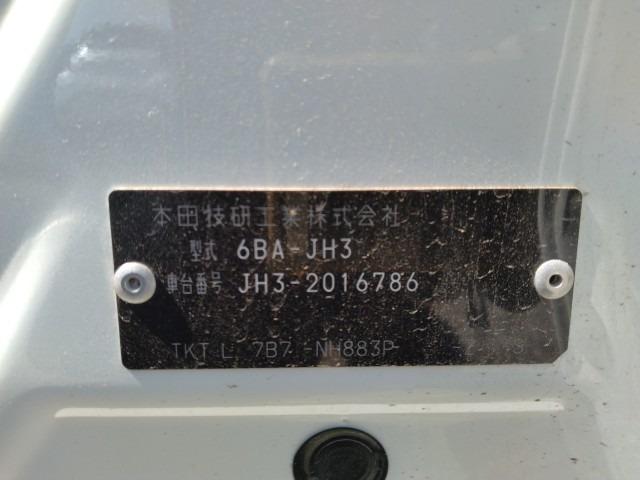 本田技研工業株式会社
型式 6BA-JH3
車台番号 JH3-2016786
TKT L 7B7 -NH883P-